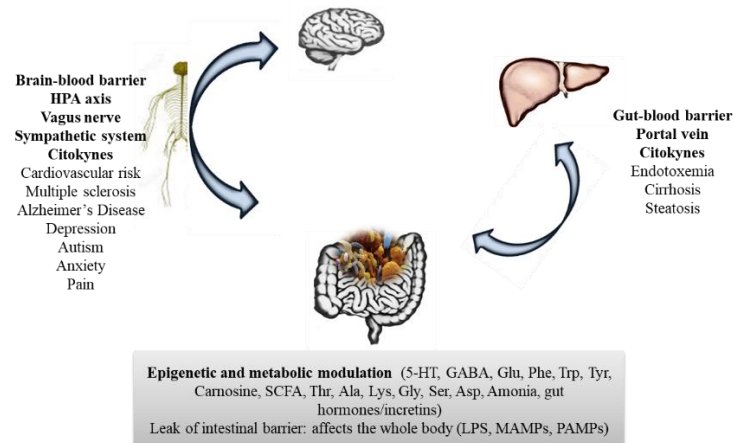 Brain-blood barrier
HPA axis
Vagus nerve
Sympathetic system
Citokynes
Cardiovascular risk
Multiple sclerosis
Alzheimer's Disease
Depression
Autism
Anxiety
Pain
Gut-blood barrier
Portal vein
Citokynes
Endotoxemia
Cirrhosis
Steatosis
Epigenetic and metabolic modulation (5-HT, GABA, Glu, Phe, Trp, Tyr,
Carnosine, SCFA, Thr, Ala, Lys, Gly, Ser, Asp, Amonia, gut
hormones/incretins)
Leak of intestinal barrier: affects the whole body (LPS, MAMPs, PAMPs)